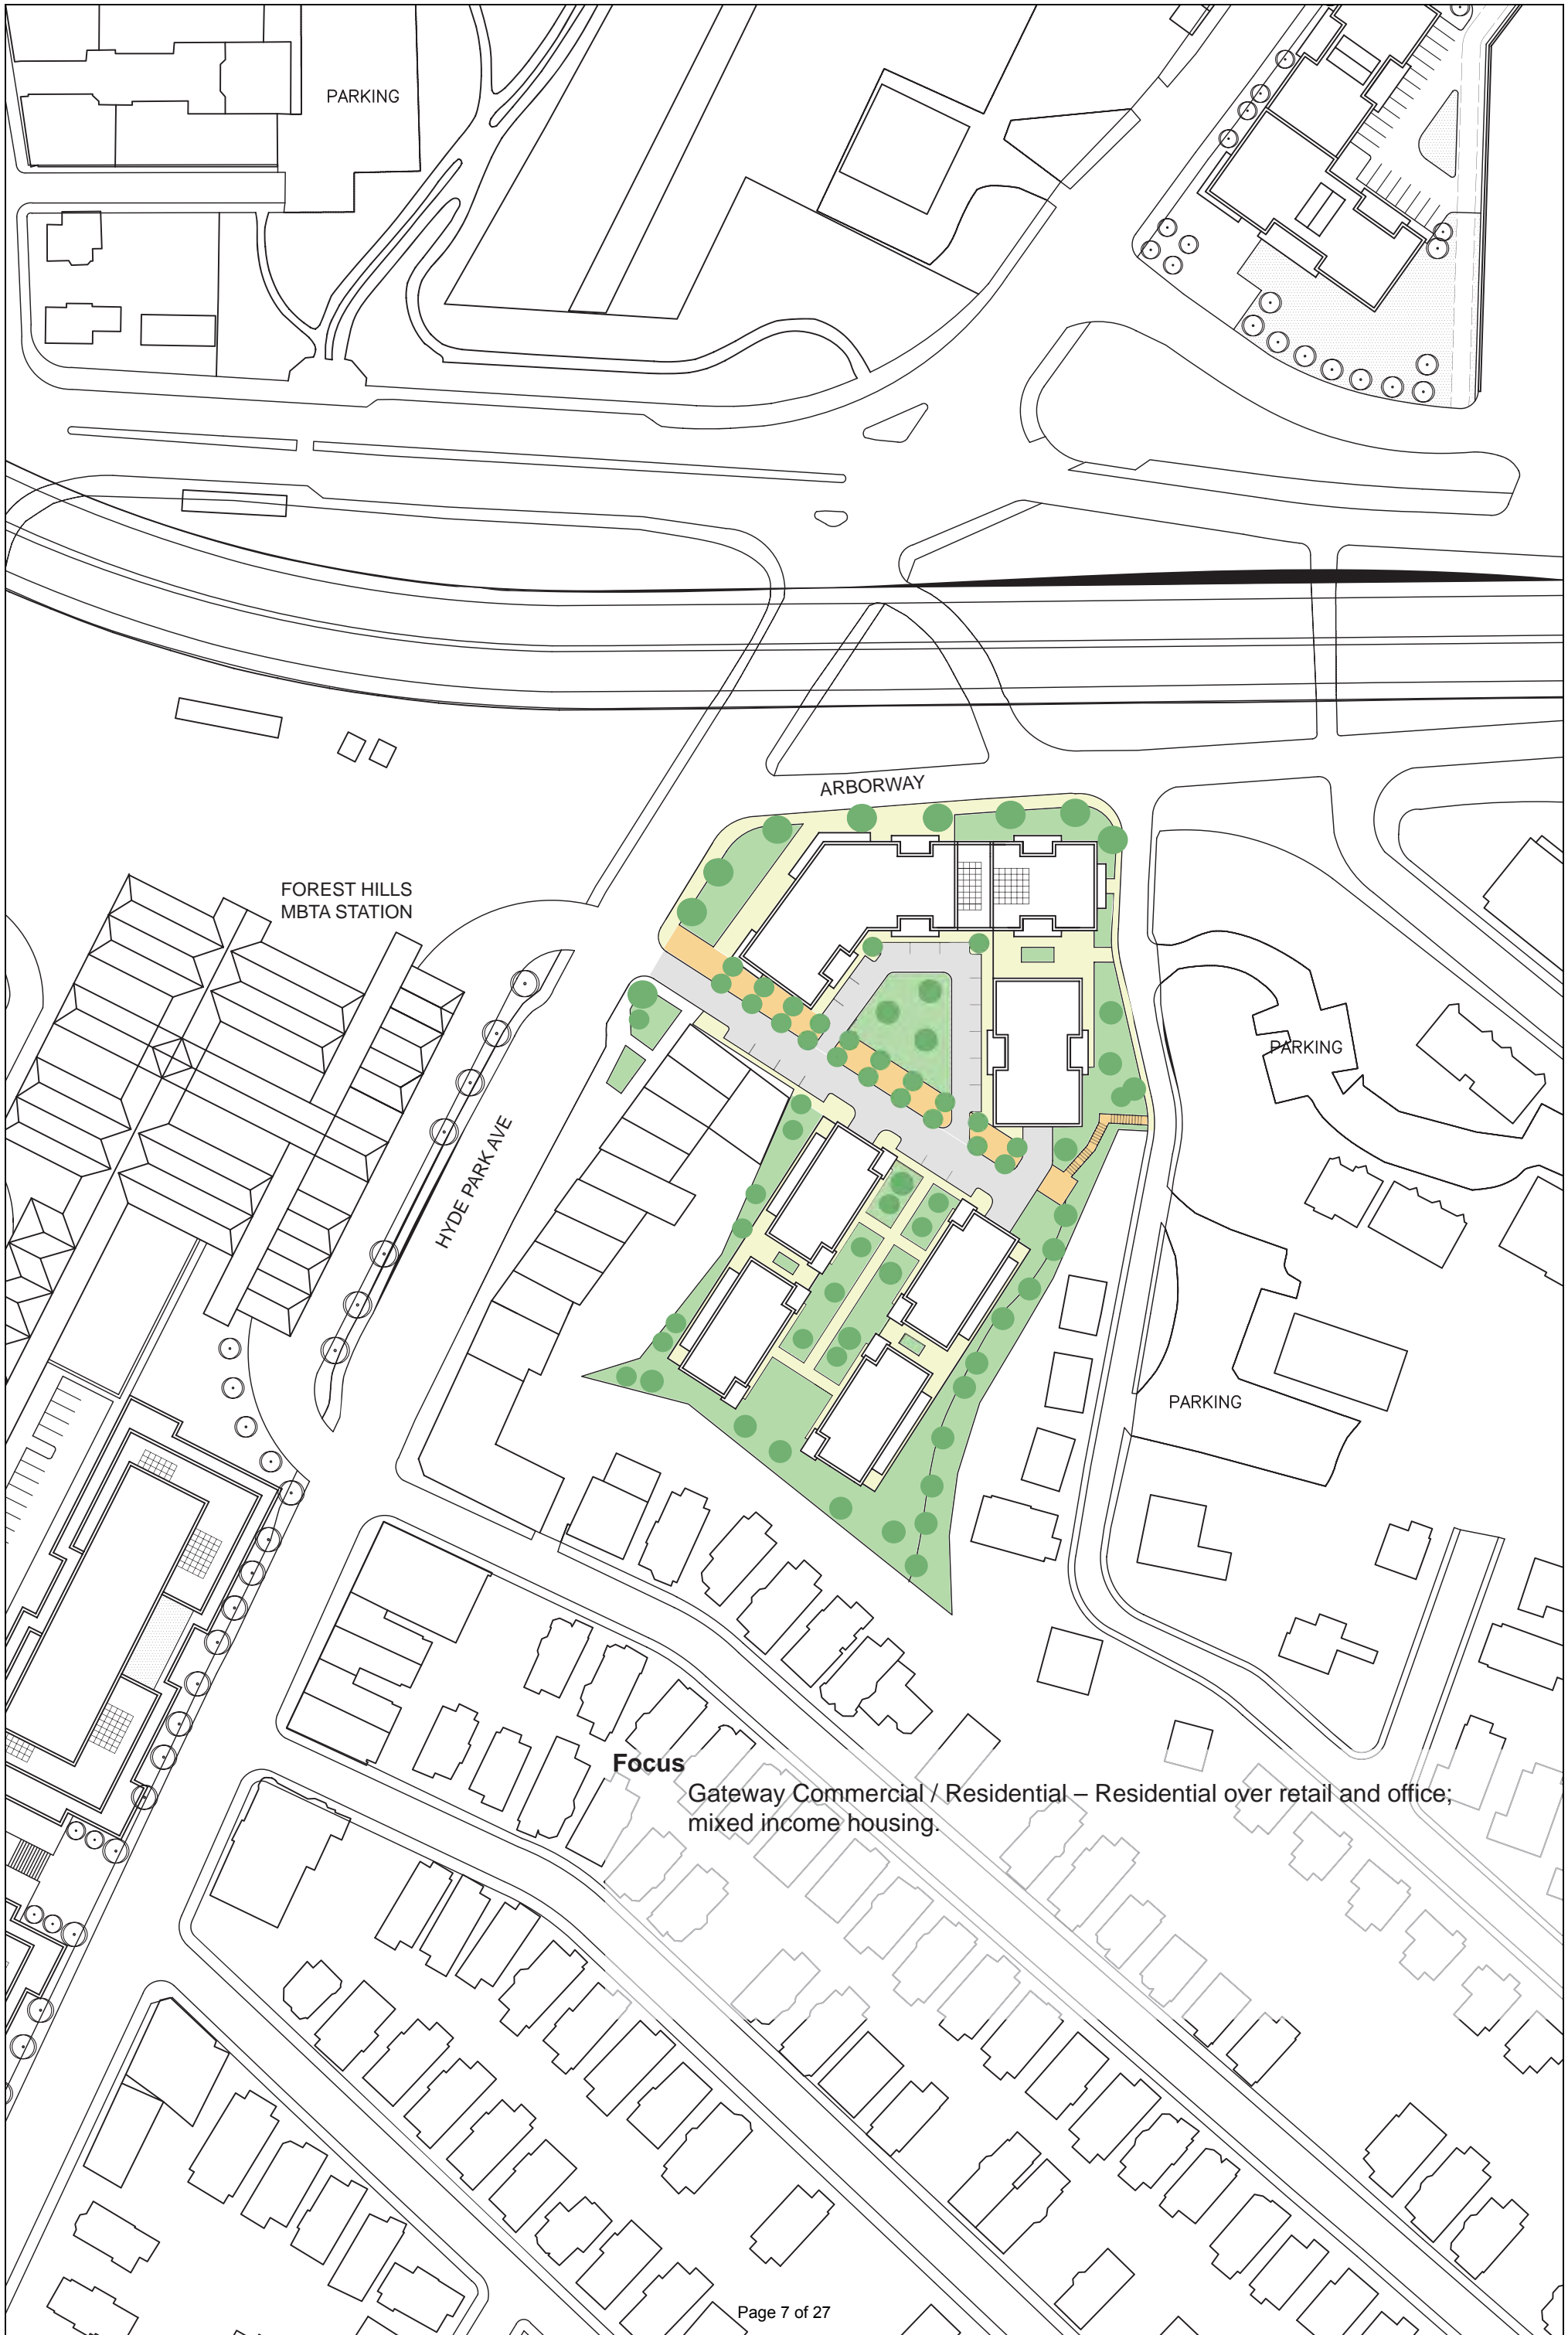 PARKING
ARBORWAY
FOREST HILLS
MBTA STATION
PARKING
HYDE PARK AVE
PARKING
Focus
Gateway Commercial / Residential – Residential over retail and office;
mixed income housing.
Page 7 of 27